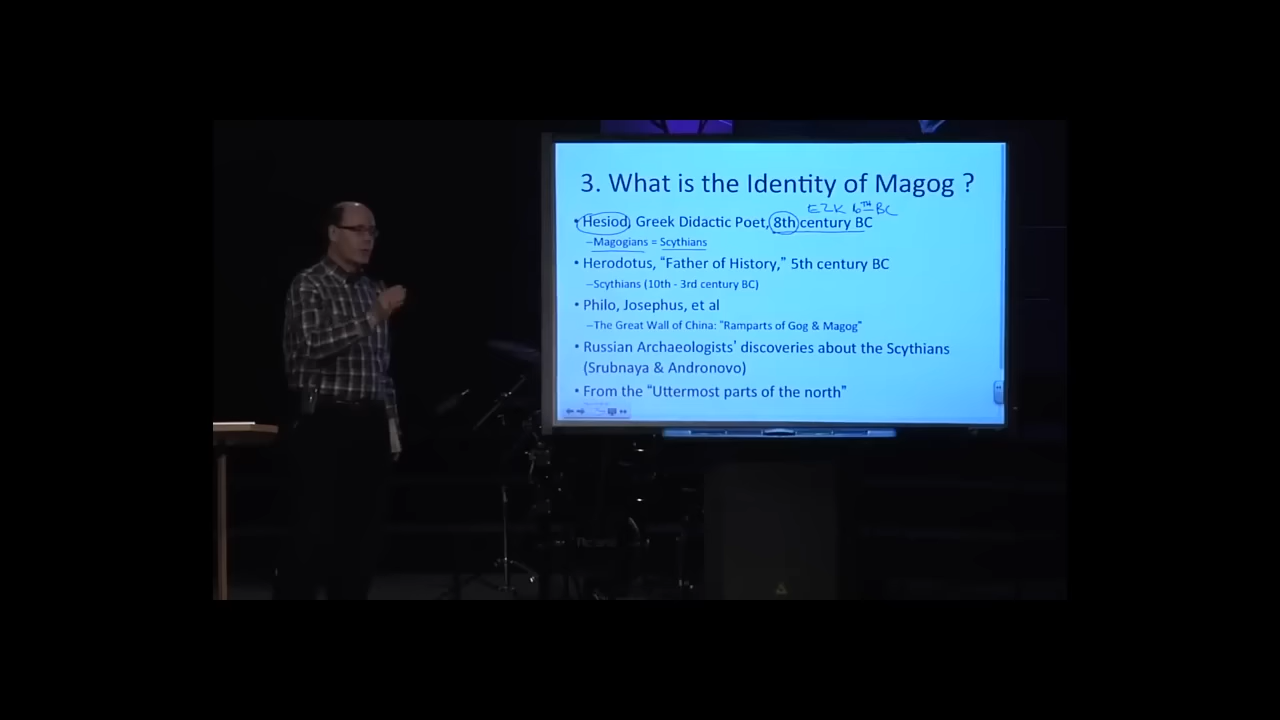 3. What is the Identity of Magog ?
EZK 6TH BC
• Hesiod, Greek Didactic Poet, 8th century BC
–Magogians = Scythians
• Herodotus, “Father of History,” 5th century BC
–Scythians (10th - 3rd century BC)
• Philo, Josephus, et al
–The Great Wall of China: “Ramparts of Gog & Magog”
• Russian Archaeologists' discoveries about the Scythians
(Srubnaya & Andronovo)
• From the “Uttermost parts of the north”